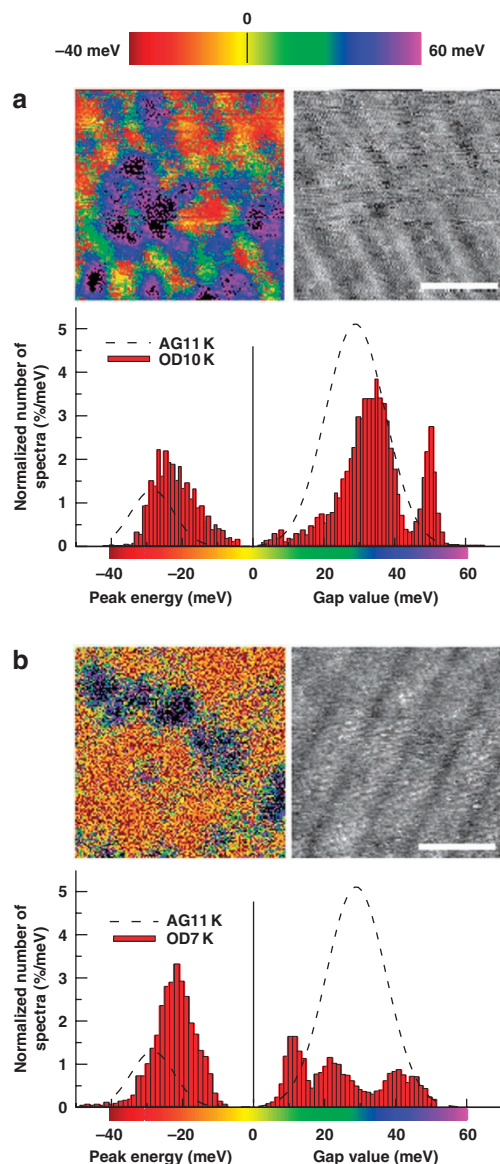 0
–40 meV
60 meV
a
5
4
3
2
1
0
Normalized number of
spectra (%/meV)
AG11 K
OD10 K
–40 –20 0 20 40 60
Peak energy (meV) Gap value (meV)
b
5
4
3
2
1
0
Normalized number of
spectra (%/meV)
AG11 K
OD7 K
–40 –20 0 20 40 60
Peak energy (meV) Gap value (meV)